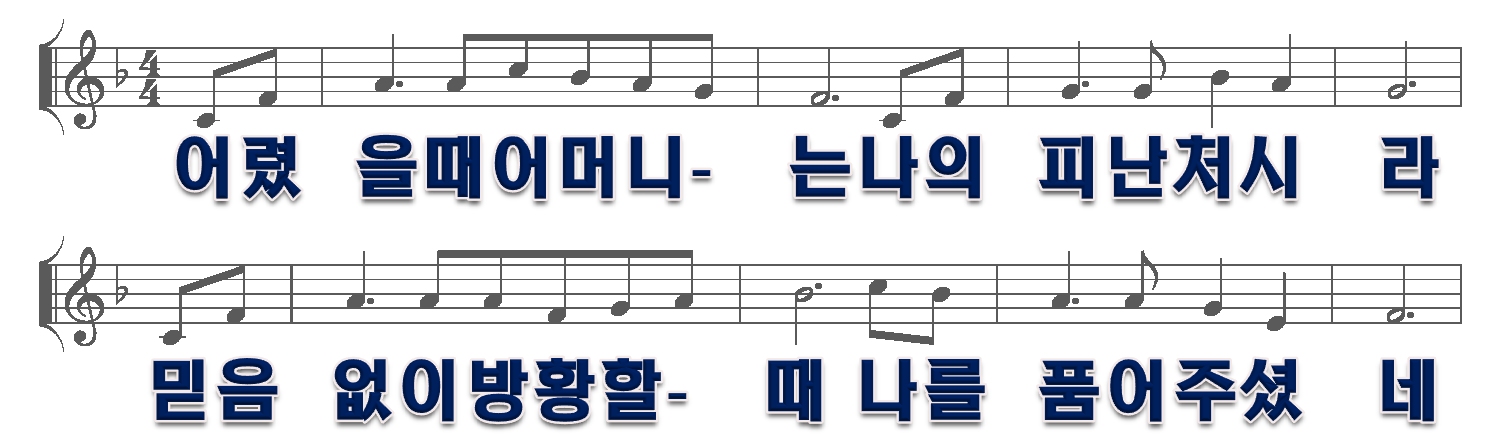 어렸 을때어머니- 는나의 피난처시 라
믿음 없이방황할- 때 나를 품어주셨 네